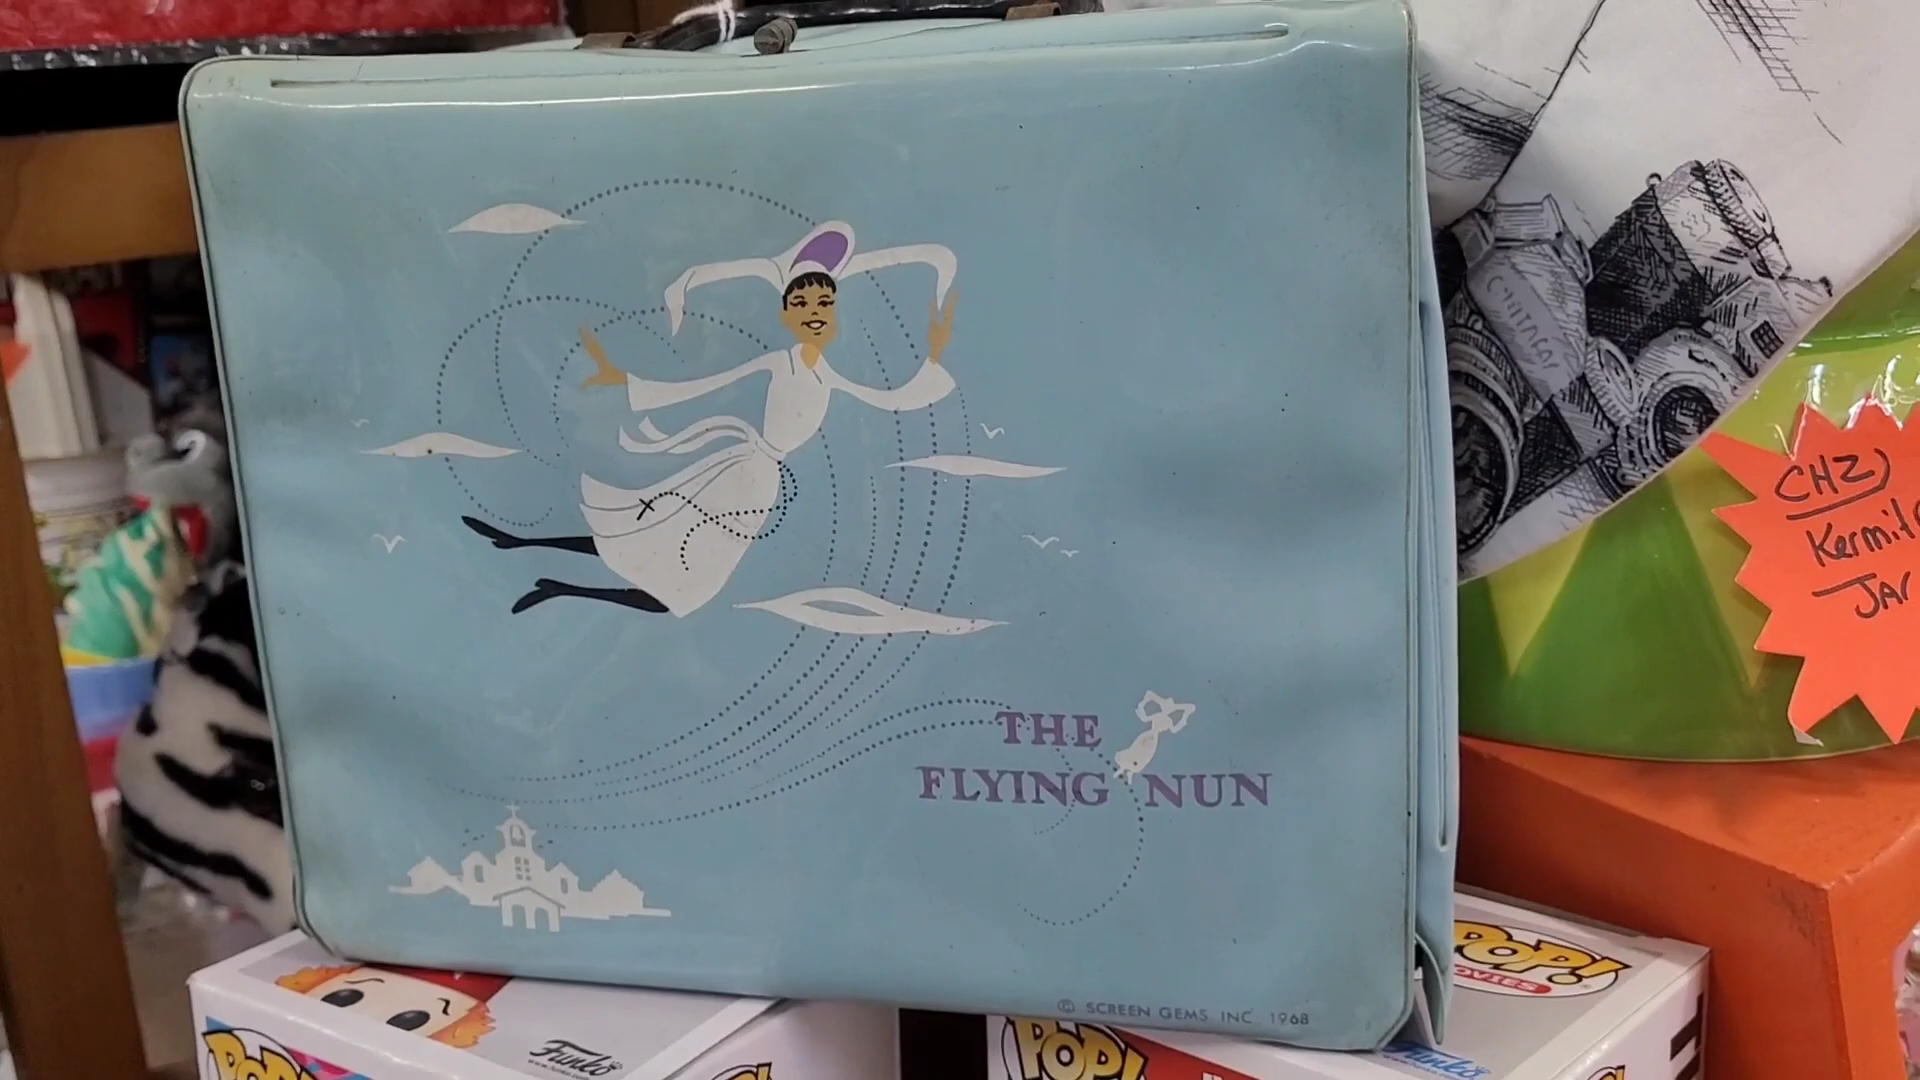 THE
FLYING NUN
© SCREEN GEMS INC. 1968
CHZ)
Kermit
JAr
POP!
MOVIES
Funko
POP!
POP!
Funko